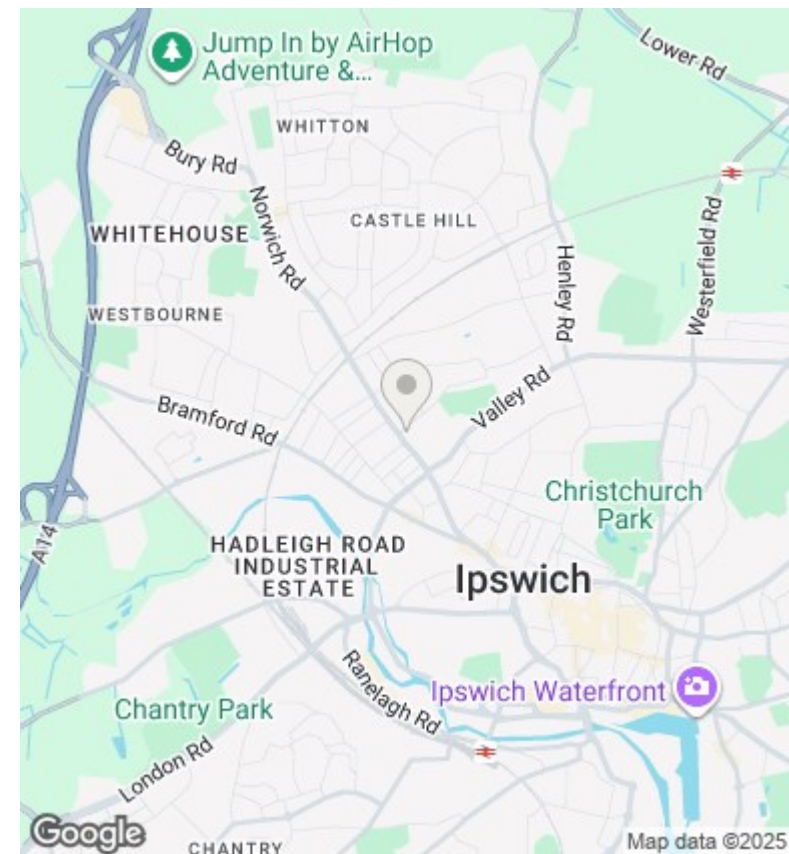 Jump In by AirHop
Adventure &...
Lower Rd
WHITTON
Bury Rd
Norwich Rd
CASTLE HILL
WHITEHOUSE
Henley Rd
Westerfield Rd
WESTBOURNE
Valley Rd
Bramford Rd
Christchurch
Park
A14
HADLEIGH ROAD
INDUSTRIAL
ESTATE
Ipswich
Ranelagh Rd
Ipswich Waterfront
Chantry Park
London Rd
CHANTRY
Google
Map data ©2025